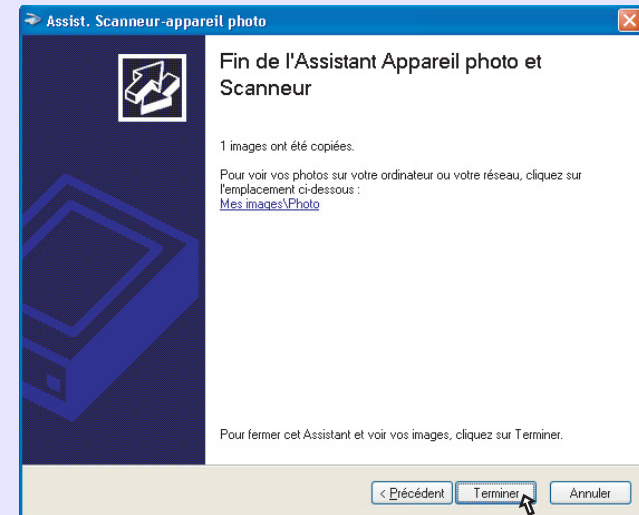 Assist. Scanneur-appareil photo
Fin de l'Assistant Appareil photo et
Scanneur
1 images ont été copiées.
Pour voir vos photos sur votre ordinateur ou votre réseau, cliquez sur
l'emplacement ci-dessous :
Mes images\Photo
Pour fermer cet Assistant et voir vos images, cliquez sur Terminer.
< Précédent Terminer Annuler